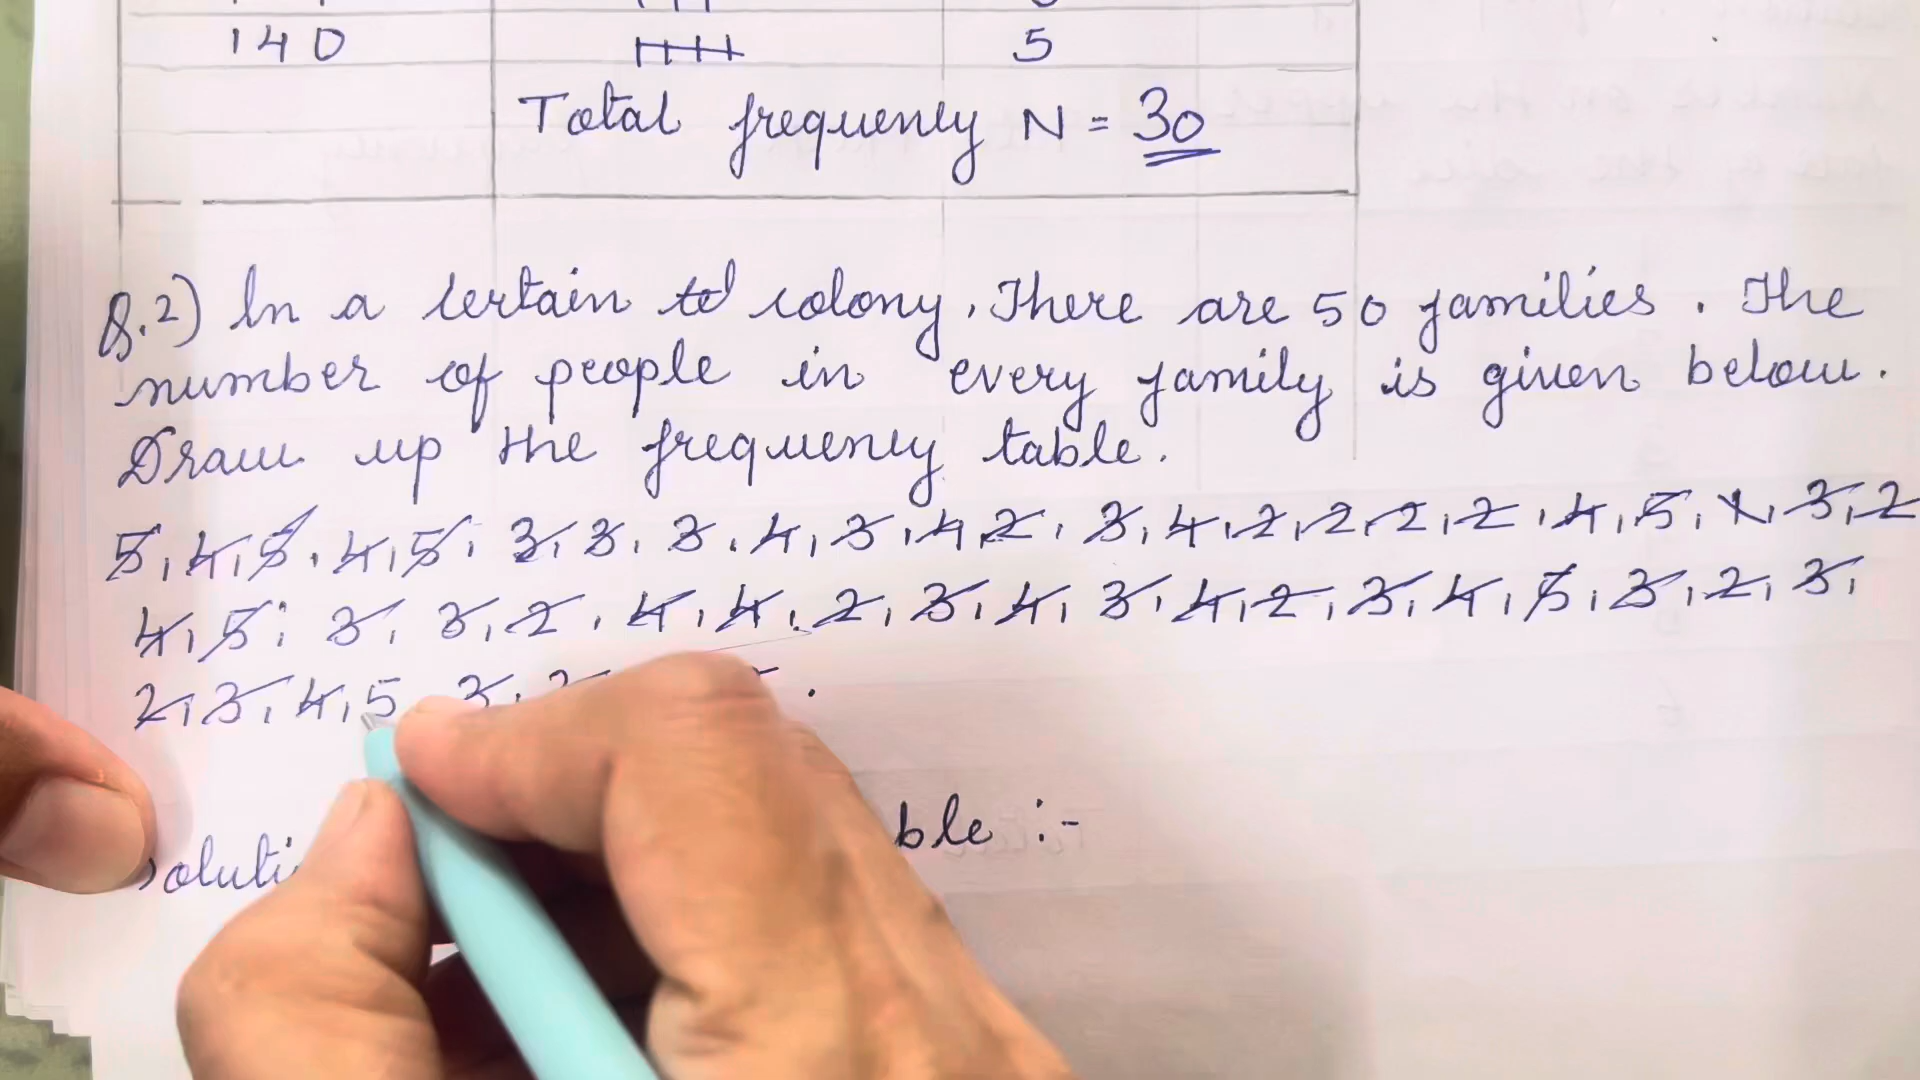 140 5
Total frequency N = 30
Q.2) In a certain colony, There are 50 families. The
number of people in every family is given below.
Draw up the frequency table.
5, 4, 5, 4, 5, 3, 3, 3, 4, 3, 4, 2, 3, 4, 2, 2, 2, 2, 4, 5, 1, 3, 2
4, 5, 3, 3, 2, 4, 4, 2, 3, 4, 3, 4, 2, 3, 4, 5, 3, 2, 3,
2, 3, 4, 5 3,